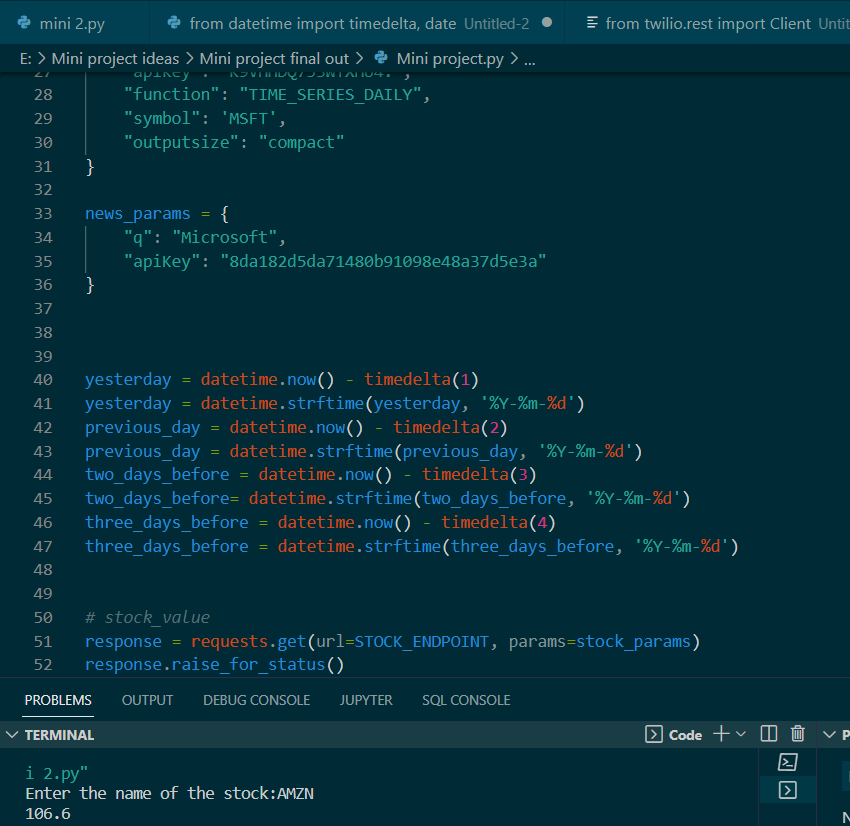 mini 2.py from datetime import timedelta, date Untitled-2 from twilio.rest import Client
E: > Mini project ideas > Mini project final out > Mini project.py > ...
27 "apikey":
28 "function": "TIME_SERIES_DAILY",
29 "symbol": 'MSFT',
30 "outputsize": "compact"
31 }
32
33 news_params = {
34 "q": "Microsoft",
35 "apiKey": "8da182d5da71480b91098e48a37d5e3a"
36 }
37
38
39
40 yesterday = datetime.now() - timedelta(1)
41 yesterday = datetime.strftime(yesterday, '%Y-%m-%d')
42 previous_day = datetime.now() - timedelta(2)
43 previous_day = datetime.strftime(previous_day, '%Y-%m-%d')
44 two_days_before = datetime.now() - timedelta(3)
45 two_days_before= datetime.strftime(two_days_before, '%Y-%m-%d')
46 three_days_before = datetime.now() - timedelta(4)
47 three_days_before = datetime.strftime(three_days_before, '%Y-%m-%d')
48
49
50 # stock_value
51 response = requests.get(url=STOCK_ENDPOINT, params=stock_params)
52 response.raise_for_status()
PROBLEMS OUTPUT DEBUG CONSOLE JUPYTER SQL CONSOLE
TERMINAL Code
i 2.py"
Enter the name of the stock:AMZN
106.6